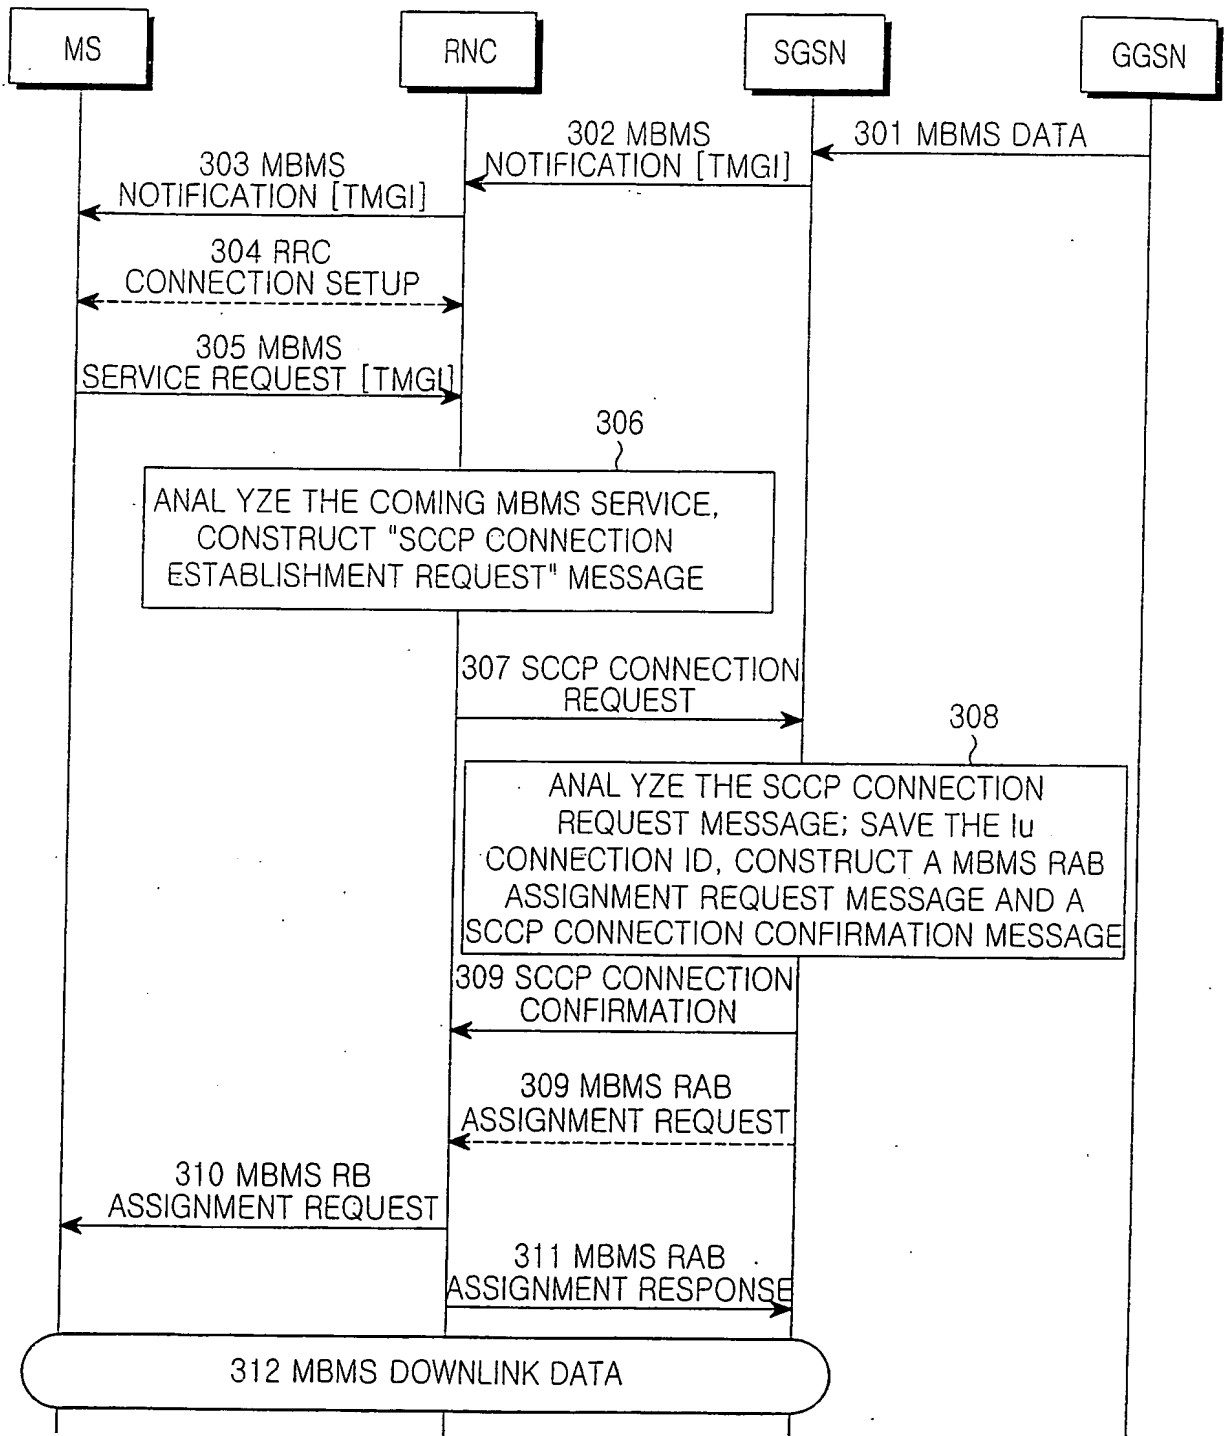 MS
RNC
SGSN
GGSN
301 MBMS DATA
302 MBMS
NOTIFICATION [TMGI]
303 MBMS
NOTIFICATION [TMGI]
304 RRC
CONNECTION SETUP
305 MBMS
SERVICE REQUEST [TMGI]
306
ANAL YZE THE COMING MBMS SERVICE,
CONSTRUCT "SCCP CONNECTION
ESTABLISHMENT REQUEST" MESSAGE
307 SCCP CONNECTION
REQUEST
308
ANAL YZE THE SCCP CONNECTION
REQUEST MESSAGE; SAVE THE Iu
CONNECTION ID, CONSTRUCT A MBMS RAB
ASSIGNMENT REQUEST MESSAGE AND A
SCCP CONNECTION CONFIRMATION MESSAGE
309 SCCP CONNECTION
CONFIRMATION
309 MBMS RAB
ASSIGNMENT REQUEST
310 MBMS RB
ASSIGNMENT REQUEST
311 MBMS RAB
ASSIGNMENT RESPONSE
312 MBMS DOWNLINK DATA